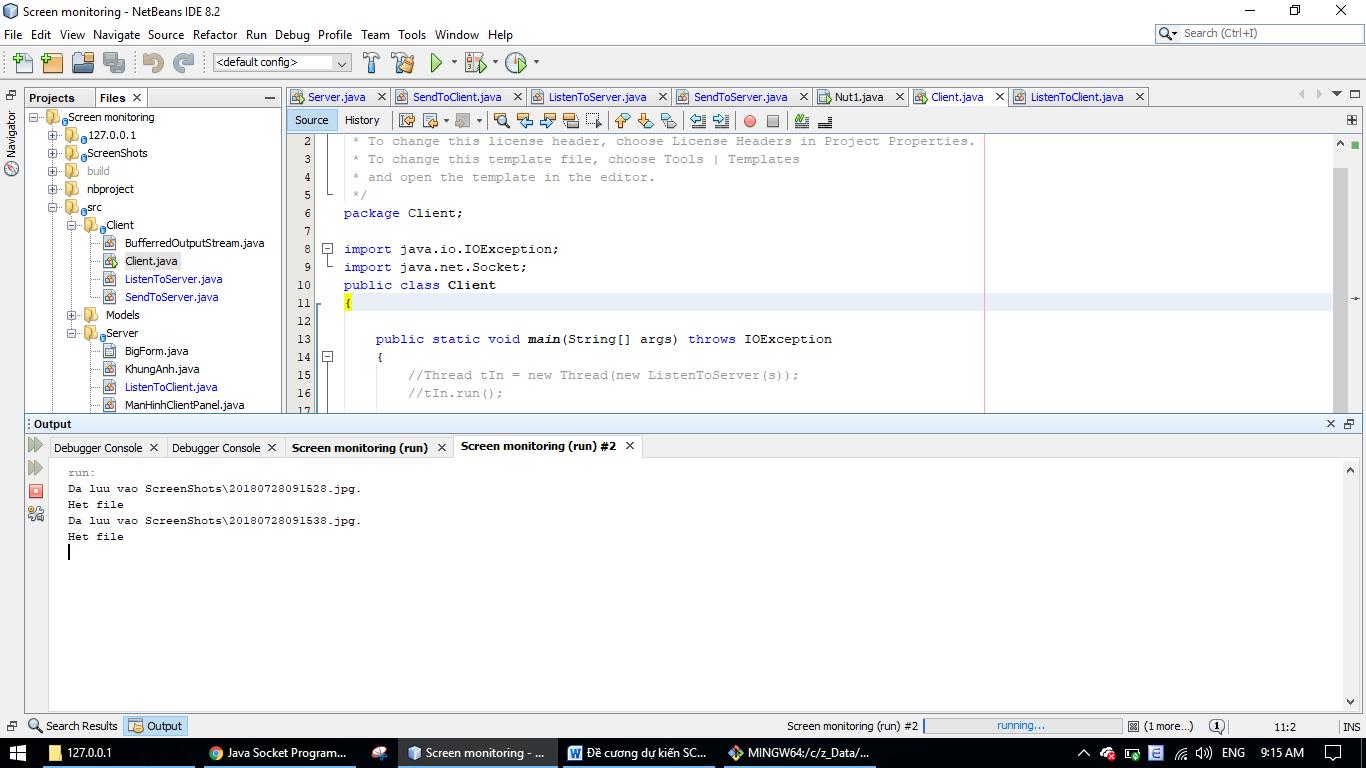 Screen monitoring - NetBeans IDE 8.2
File Edit View Navigate Source Refactor Run Debug Profile Team Tools Window Help
Search (Ctrl+I)
<default config>
Projects Files
Server.java SendToClient.java ListenToServer.java SendToServer.java Nut1.java Client.java ListenToClient.java
Navigator
Screen monitoring
127.0.0.1
ScreenShots
build
nbproject
src
Client
BufferredOutputStream.java
Client.java
ListenToServer.java
SendToServer.java
Models
Server
BigForm.java
KhungAnh.java
ListenToClient.java
ManHinhClientPanel.java
Source History
2 * To change this license header, choose License Headers in Project Properties.
3 * To change this template file, choose Tools | Templates
4 * and open the template in the editor.
5 */
6 package Client;
7
8 import java.io.IOException;
9 import java.net.Socket;
10 public class Client
11 {
12
13 public static void main(String[] args) throws IOException
14 {
15 //Thread tIn = new Thread(new ListenToServer(s));
16 //tIn.run();
17
Output
Debugger Console Debugger Console Screen monitoring (run) Screen monitoring (run) #2
run:
Da luu vao ScreenShots\20180728091528.jpg.
Het file
Da luu vao ScreenShots\20180728091538.jpg.
Het file
Search Results Output
Screen monitoring (run) #2 running... (1 more...) 1 11:2 INS
127.0.0.1 Java Socket Program... Screen monitoring - ... Đề cương dự kiến SC... MINGW64:/c/z_Data/... ENG 9:15 AM